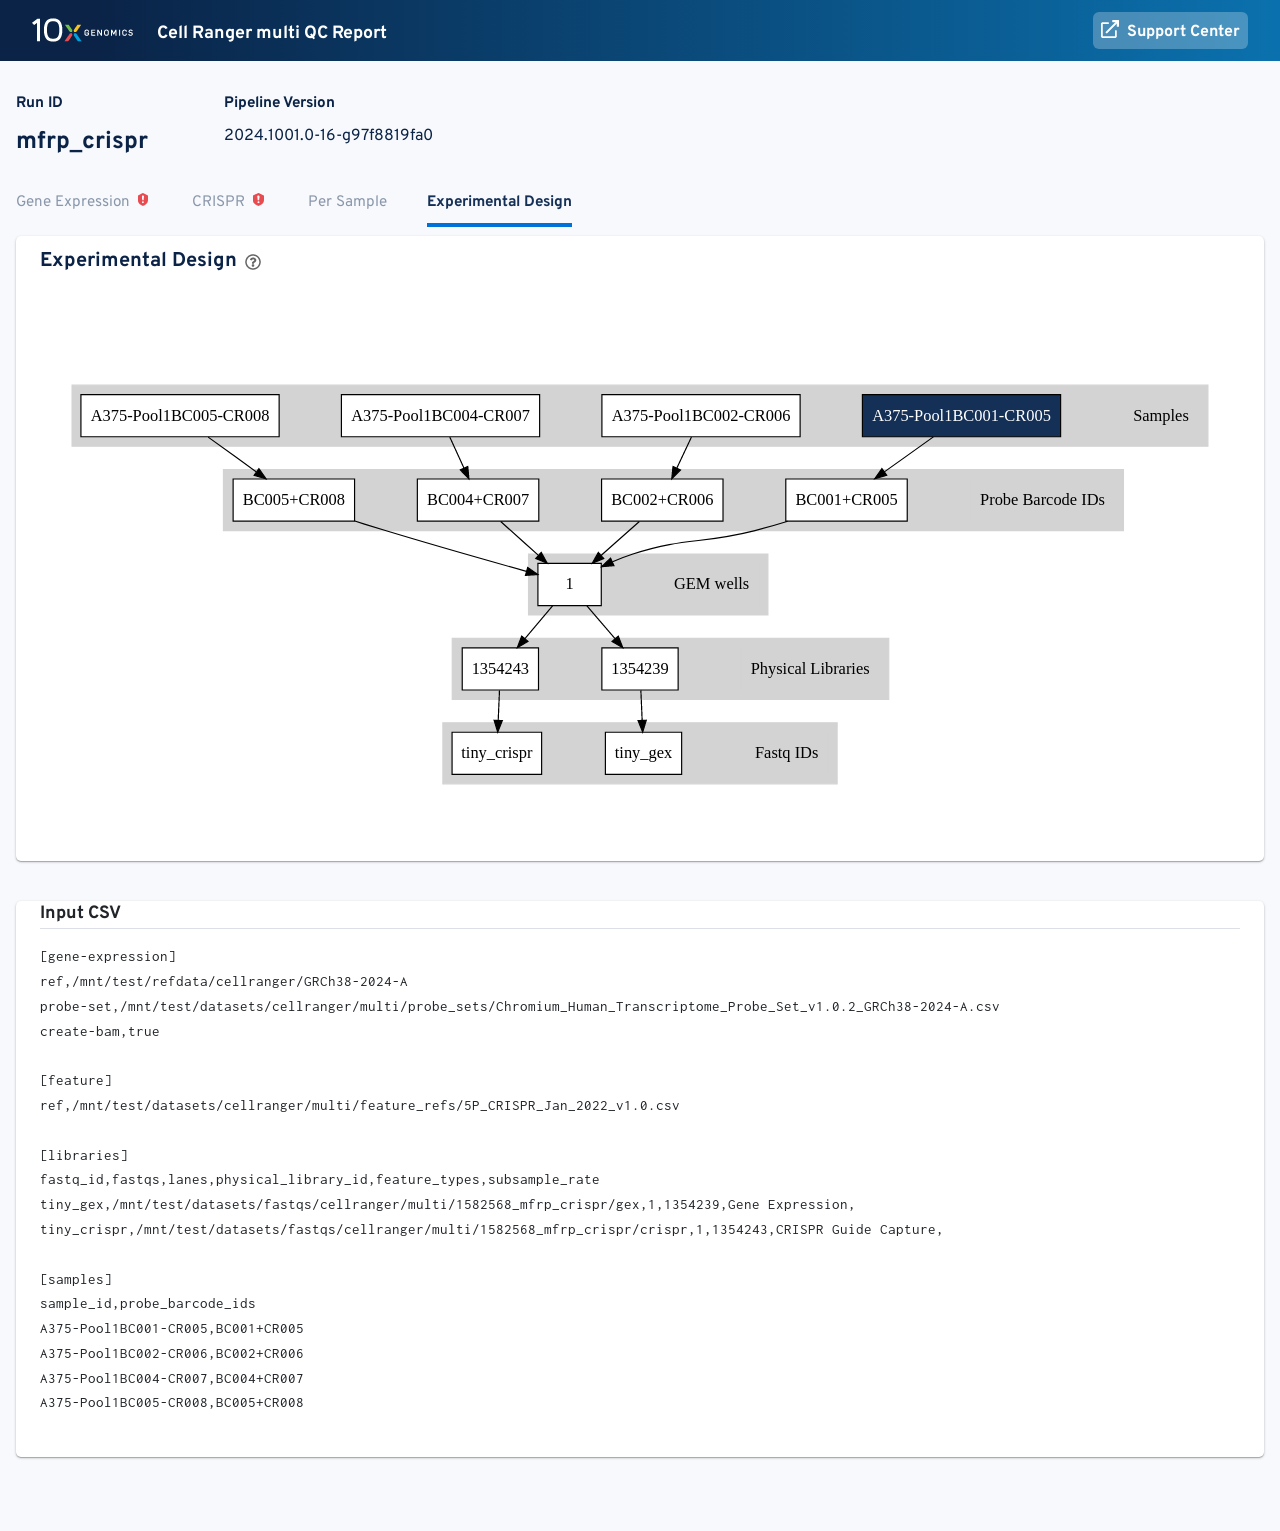 10x GENOMICS Cell Ranger multi QC Report Support Center
Run ID Pipeline Version
mfrp_crispr 2024.1001.0-16-g97f8819fa0
Gene Expression CRISPR Per Sample Experimental Design
Experimental Design
A375-Pool1BC005-CR008 A375-Pool1BC004-CR007 A375-Pool1BC002-CR006 A375-Pool1BC001-CR005 Samples
BC005+CR008 BC004+CR007 BC002+CR006 BC001+CR005 Probe Barcode IDs
1 GEM wells
1354243 1354239 Physical Libraries
tiny_crispr tiny_gex Fastq IDs
Input CSV
[gene-expression]
ref,/mnt/test/refdata/cellranger/GRCh38-2024-A
probe-set,/mnt/test/datasets/cellranger/multi/probe_sets/Chromium_Human_Transcriptome_Probe_Set_v1.0.2_GRCh38-2024-A.csv
create-bam,true
[feature]
ref,/mnt/test/datasets/cellranger/multi/feature_refs/5P_CRISPR_Jan_2022_v1.0.csv
[libraries]
fastq_id,fastqs,lanes,physical_library_id,feature_types,subsample_rate
tiny_gex,/mnt/test/datasets/fastqs/cellranger/multi/1582568_mfrp_crispr/gex,1,1354239,Gene Expression,
tiny_crispr,/mnt/test/datasets/fastqs/cellranger/multi/1582568_mfrp_crispr/crispr,1,1354243,CRISPR Guide Capture,
[samples]
sample_id,probe_barcode_ids
A375-Pool1BC001-CR005,BC001+CR005
A375-Pool1BC002-CR006,BC002+CR006
A375-Pool1BC004-CR007,BC004+CR007
A375-Pool1BC005-CR008,BC005+CR008